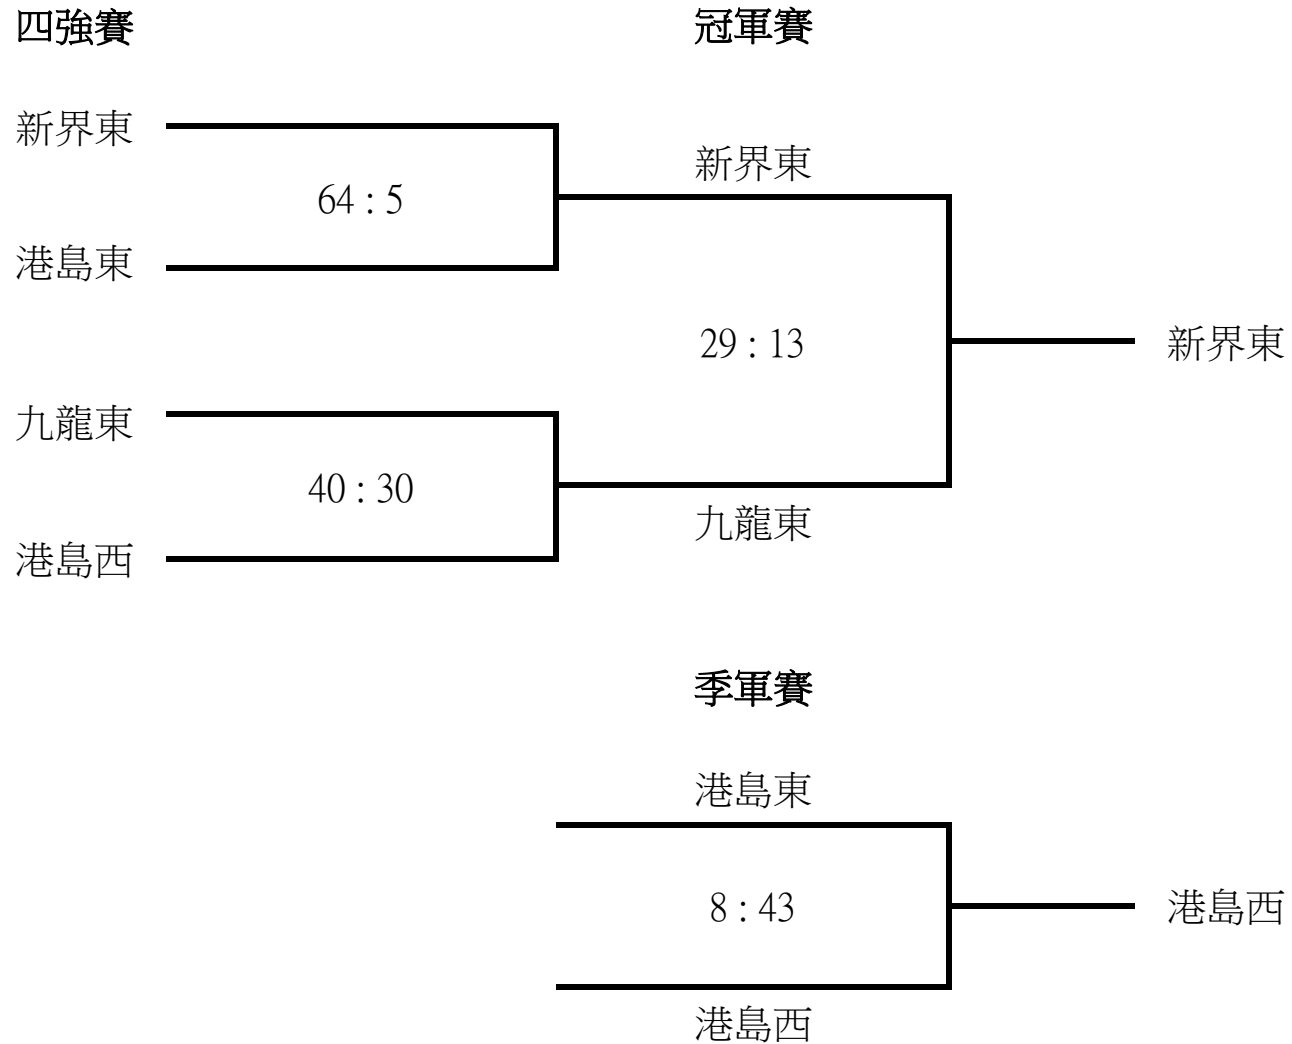 四強賽
冠軍賽
新界東
新界東
64 : 5
港島東
29 : 13
新界東
九龍東
40 : 30
九龍東
港島西
季軍賽
港島東
8 : 43
港島西
港島西